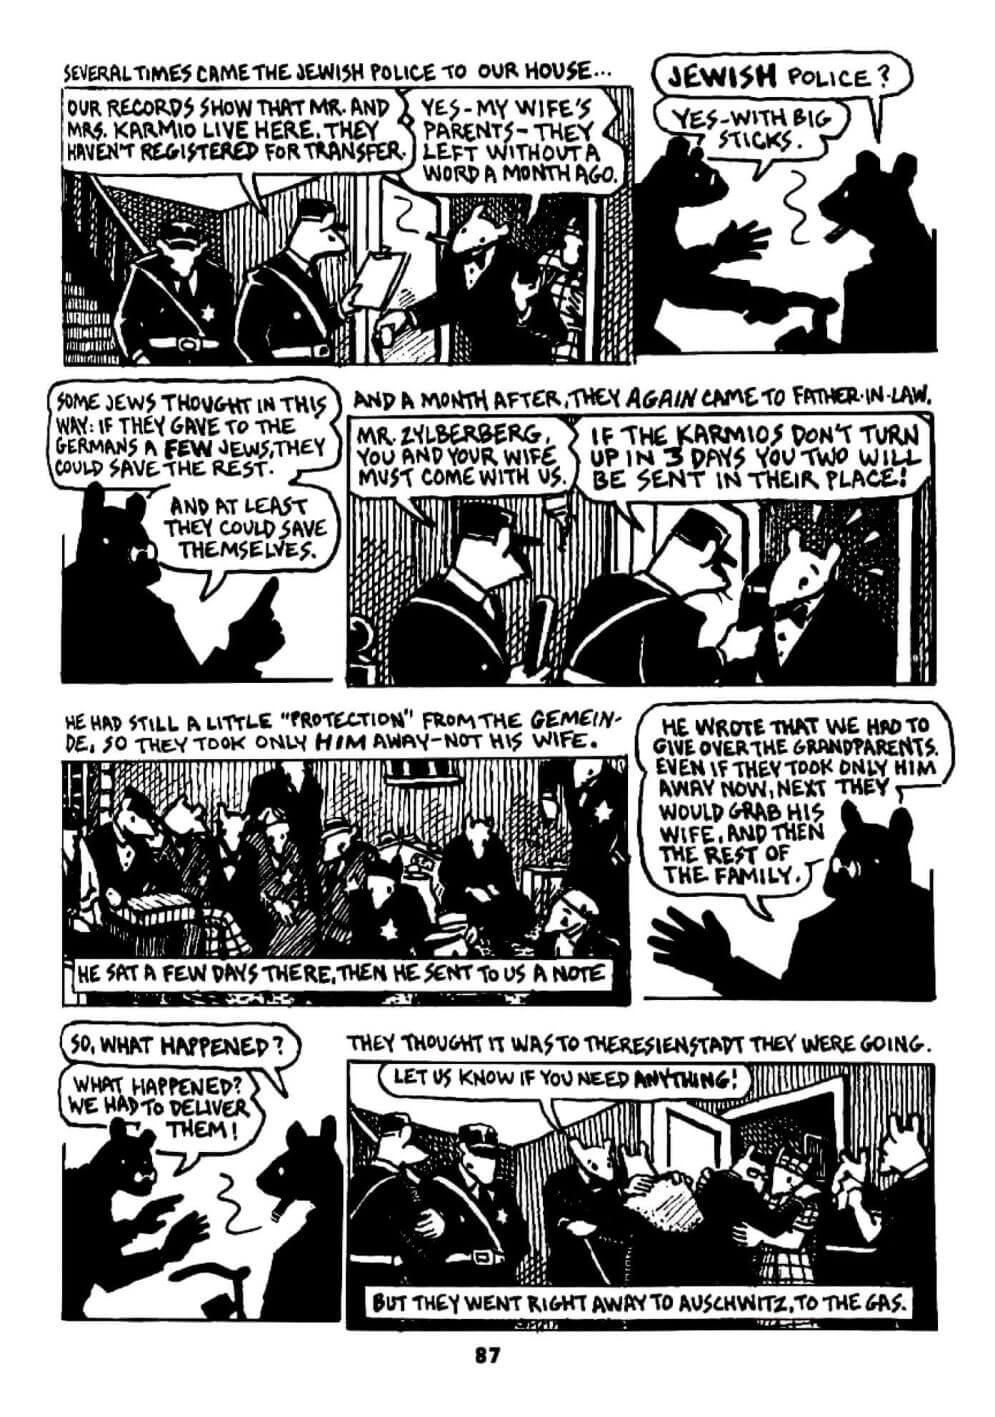 SEVERAL TIMES CAME THE JEWISH POLICE TO OUR HOUSE...
OUR RECORDS SHOW THAT MR. AND
MRS. KARMIO LIVE HERE. THEY
HAVEN'T REGISTERED FOR TRANSFER.
YES-MY WIFE'S
PARENTS-THEY
LEFT WITHOUT A
WORD A MONTH AGO.
JEWISH POLICE?
YES-WITH BIG
STICKS.
SOME JEWS THOUGHT IN THIS
WAY: IF THEY GAVE TO THE
GERMANS A FEW JEWS, THEY
COULD SAVE THE REST.
AND AT LEAST
THEY COULD SAVE
THEMSELVES.
AND A MONTH AFTER, THEY AGAIN CAME TO FATHER-IN-LAW.
MR. ZYLBERBERG,
YOU AND YOUR WIFE
MUST COME WITH US.
IF THE KARMIOS DON'T TURN
UP IN 3 DAYS YOU TWO WILL
BE SENT IN THEIR PLACE!
HE HAD STILL A LITTLE "PROTECTION" FROM THE GEMEIN-
DE, SO THEY TOOK ONLY HIM AWAY-NOT HIS WIFE.
HE SAT A FEW DAYS THERE, THEN HE SENT TO US A NOTE
HE WROTE THAT WE HAD TO
GIVE OVER THE GRANDPARENTS.
EVEN IF THEY TOOK ONLY HIM
AWAY NOW, NEXT THEY
WOULD GRAB HIS
WIFE, AND THEN
THE REST OF
THE FAMILY.
SO, WHAT HAPPENED?
WHAT HAPPENED?
WE HAD TO DELIVER
THEM!
THEY THOUGHT IT WAS TO THERESIENSTADT THEY WERE GOING.
LET US KNOW IF YOU NEED ANYTHING!
BUT THEY WENT RIGHT AWAY TO AUSCHWITZ, TO THE GAS.
87